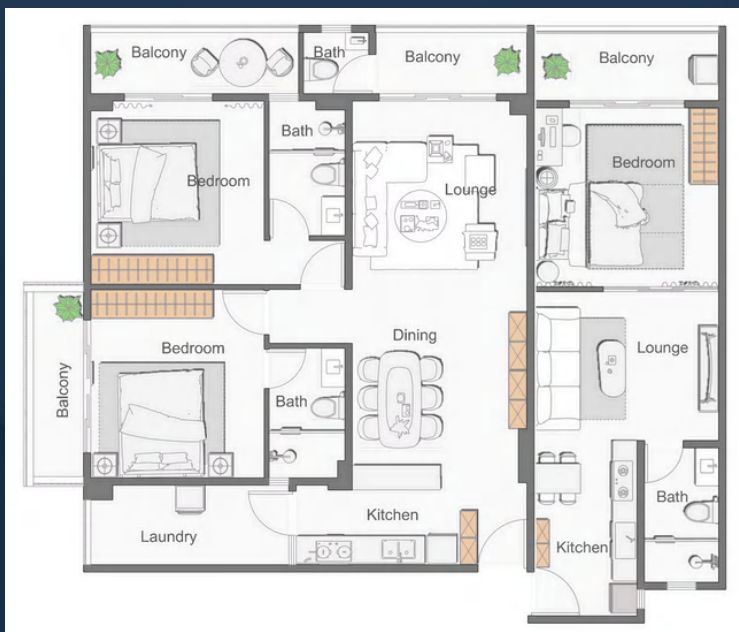 Balcony
Bath
Balcony
Balcony
Bath
Bedroom
Lounge
Bedroom
Balcony
Bedroom
Dining
Lounge
Bath
Bath
Laundry
Kitchen
Kitchen